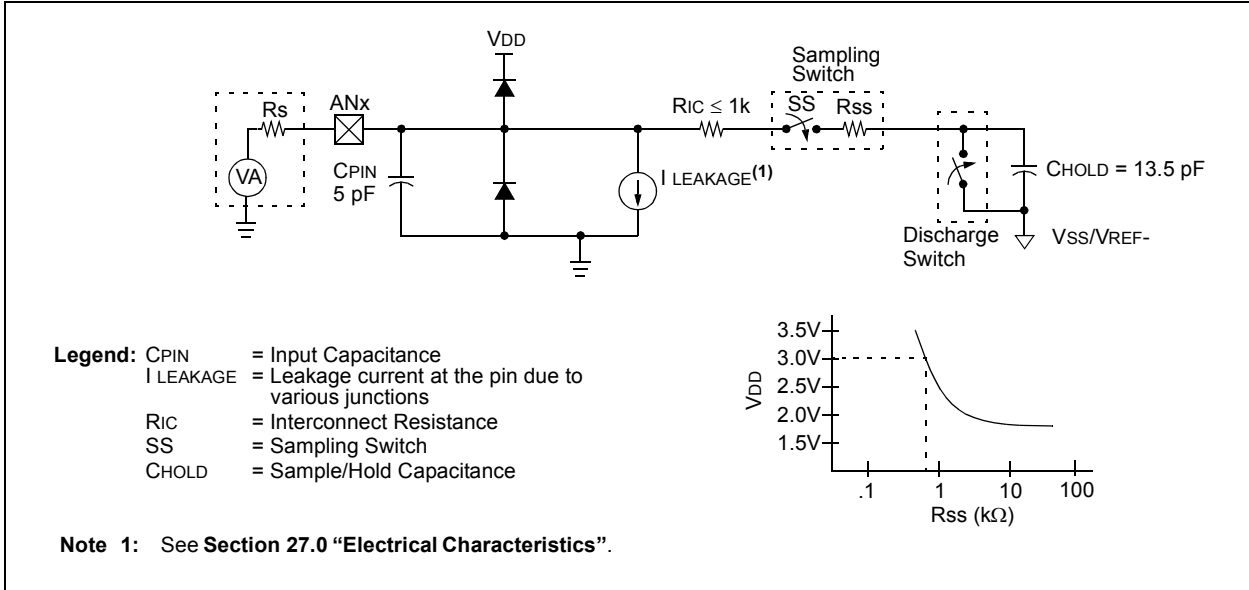 VDD
Sampling
Switch
Rs
ANx
RIC ≤ 1k
SS
Rss
VA
CPIN
5 pF
I LEAKAGE(1)
CHOLD = 13.5 pF
Discharge
Switch
VSS/VREF-
Legend: CPIN = Input Capacitance
I LEAKAGE = Leakage current at the pin due to
various junctions
RIC = Interconnect Resistance
SS = Sampling Switch
CHOLD = Sample/Hold Capacitance
VDD
3.5V
3.0V
2.5V
2.0V
1.5V
.1 1 10 100
Rss (kΩ)
Note 1: See Section 27.0 “Electrical Characteristics”.